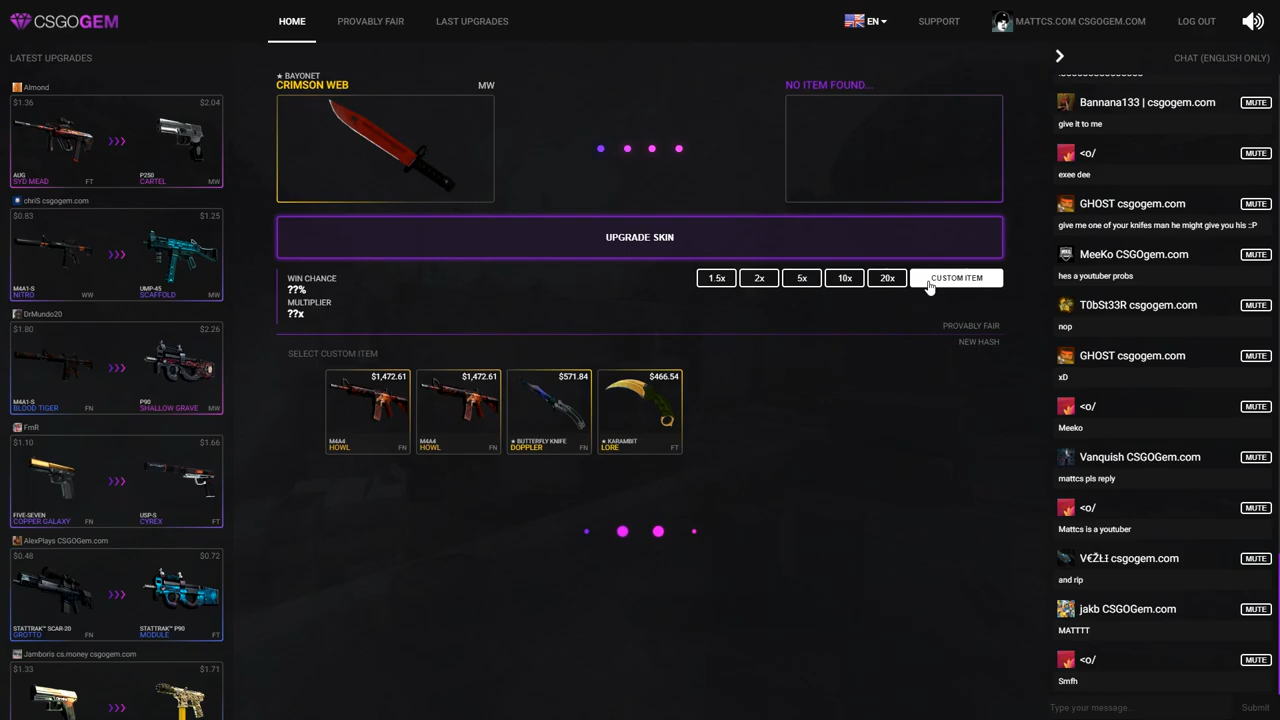 CSGOGEM
HOME
PROVABLY FAIR
LAST UPGRADES
EN
SUPPORT
MATTCS.COM CSGOGEM.COM
LOG OUT
LATEST UPGRADES
Almond
$1.36
$2.04
AUG
SYD MEAD
FT
P250
CARTEL
MW
chriS csgogem.com
$0.83
$1.25
M4A1-S
NITRO
WW
UMP-45
SCAFFOLD
MW
DrMundo20
$1.80
$2.26
M4A1-S
BLOOD TIGER
FN
P90
SHALLOW GRAVE
MW
FmR
$1.10
$1.66
FIVE-SEVEN
COPPER GALAXY
FN
USP-S
CYREX
FT
AlexPlays CSGOGem.com
$0.48
$0.72
STATTRAK™ SCAR-20
GROTTO
FN
STATTRAK™ P90
MODULE
FT
Jamboris cs.money csgogem.com
$1.33
$1.71
★ BAYONET
CRIMSON WEB
MW
NO ITEM FOUND...
UPGRADE SKIN
WIN CHANCE
??%
MULTIPLIER
??x
1.5x
2x
5x
10x
20x
CUSTOM ITEM
PROVABLY FAIR
NEW HASH
SELECT CUSTOM ITEM
$1,472.61
M4A4
HOWL
FN
$1,472.61
M4A4
HOWL
FN
$571.84
★ BUTTERFLY KNIFE
DOPPLER
FN
$466.54
★ KARAMBIT
LORE
FT
CHAT (ENGLISH ONLY)
Bannana133 | csgogem.com
MUTE
give it to me
<o/
MUTE
exee dee
GHOST csgogem.com
MUTE
give me one of your knifes man he might give you his ::P
MeeKo CSGOgem.com
MUTE
hes a youtuber probs
T0bSt33R csgogem.com
MUTE
nop
GHOST csgogem.com
MUTE
xD
<o/
MUTE
Meeko
Vanquish CSGOGem.com
MUTE
mattcs pls reply
<o/
MUTE
Mattcs is a youtuber
V€ŽŁƗ csgogem.com
MUTE
and rip
jakb CSGOGem.com
MUTE
MATTTT
<o/
MUTE
Smfh
Type your message...
Submit